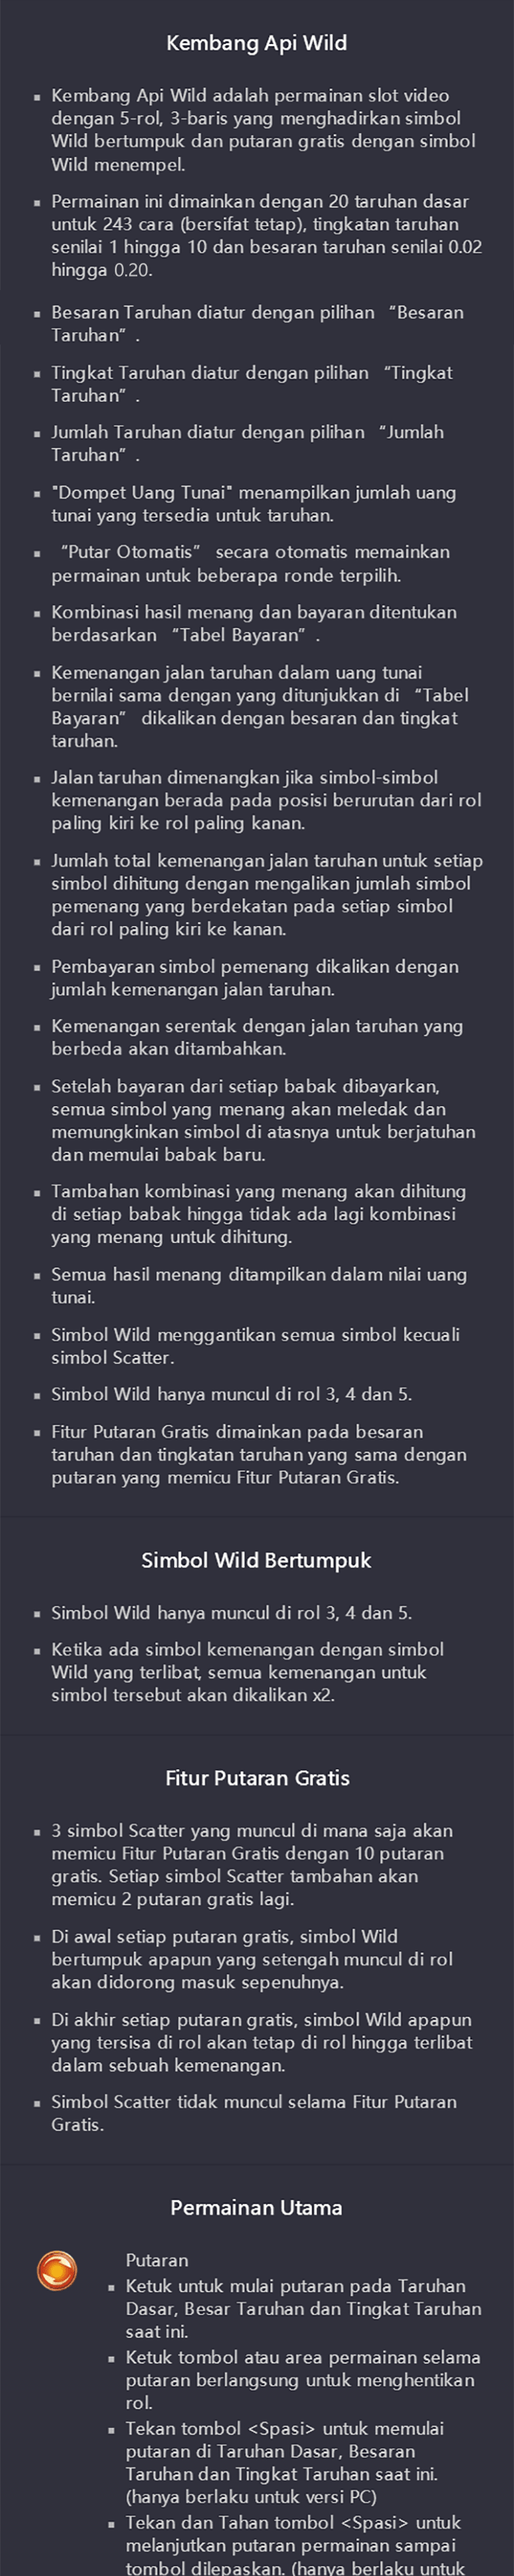 Kembang Api Wild
▪ Kembang Api Wild adalah permainan slot video
dengan 5-rol, 3-baris yang menghadirkan simbol
Wild bertumpuk dan putaran gratis dengan simbol
Wild menempel.
▪ Permainan ini dimainkan dengan 20 taruhan dasar
untuk 243 cara (bersifat tetap), tingkatan taruhan
senilai 1 hingga 10 dan besaran taruhan senilai 0.02
hingga 0.20.
▪ Besaran Taruhan diatur dengan pilihan “Besaran
Taruhan” .
▪ Tingkat Taruhan diatur dengan pilihan “Tingkat
Taruhan” .
▪ Jumlah Taruhan diatur dengan pilihan “Jumlah
Taruhan” .
▪ "Dompet Uang Tunai" menampilkan jumlah uang
tunai yang tersedia untuk taruhan.
▪ “Putar Otomatis” secara otomatis memainkan
permainan untuk beberapa ronde terpilih.
▪ Kombinasi hasil menang dan bayaran ditentukan
berdasarkan “Tabel Bayaran” .
▪ Kemenangan jalan taruhan dalam uang tunai
bernilai sama dengan yang ditunjukkan di “Tabel
Bayaran” dikalikan dengan besaran dan tingkat
taruhan.
▪ Jalan taruhan dimenangkan jika simbol-simbol
kemenangan berada pada posisi berurutan dari rol
paling kiri ke rol paling kanan.
▪ Jumlah total kemenangan jalan taruhan untuk setiap
simbol dihitung dengan mengalikan jumlah simbol
pemenang yang berdekatan pada setiap simbol
dari rol paling kiri ke kanan.
▪ Pembayaran simbol pemenang dikalikan dengan
jumlah kemenangan jalan taruhan.
▪ Kemenangan serentak dengan jalan taruhan yang
berbeda akan ditambahkan.
▪ Setelah bayaran dari setiap babak dibayarkan,
semua simbol yang menang akan meledak dan
memungkinkan simbol di atasnya untuk berjatuhan
dan memulai babak baru.
▪ Tambahan kombinasi yang menang akan dihitung
di setiap babak hingga tidak ada lagi kombinasi
yang menang untuk dihitung.
▪ Semua hasil menang ditampilkan dalam nilai uang
tunai.
▪ Simbol Wild menggantikan semua simbol kecuali
simbol Scatter.
▪ Simbol Wild hanya muncul di rol 3, 4 dan 5.
▪ Fitur Putaran Gratis dimainkan pada besaran
taruhan dan tingkatan taruhan yang sama dengan
putaran yang memicu Fitur Putaran Gratis.
Simbol Wild Bertumpuk
▪ Simbol Wild hanya muncul di rol 3, 4 dan 5.
▪ Ketika ada simbol kemenangan dengan simbol
Wild yang terlibat, semua kemenangan untuk
simbol tersebut akan dikalikan x2.
Fitur Putaran Gratis
▪ 3 simbol Scatter yang muncul di mana saja akan
memicu Fitur Putaran Gratis dengan 10 putaran
gratis. Setiap simbol Scatter tambahan akan
memicu 2 putaran gratis lagi.
▪ Di awal setiap putaran gratis, simbol Wild
bertumpuk apapun yang setengah muncul di rol
akan didorong masuk sepenuhnya.
▪ Di akhir setiap putaran gratis, simbol Wild apapun
yang tersisa di rol akan tetap di rol hingga terlibat
dalam sebuah kemenangan.
▪ Simbol Scatter tidak muncul selama Fitur Putaran
Gratis.
Permainan Utama
Putaran
▪ Ketuk untuk mulai putaran pada Taruhan
Dasar, Besar Taruhan dan Tingkat Taruhan
saat ini.
▪ Ketuk tombol atau area permainan selama
putaran berlangsung untuk menghentikan
rol.
▪ Tekan tombol <Spasi> untuk memulai
putaran di Taruhan Dasar, Besaran
Taruhan dan Tingkat Taruhan saat ini.
(hanya berlaku untuk versi PC)
▪ Tekan dan Tahan tombol <Spasi> untuk
melanjutkan putaran permainan sampai
tombol dilepaskan. (hanya berlaku untuk